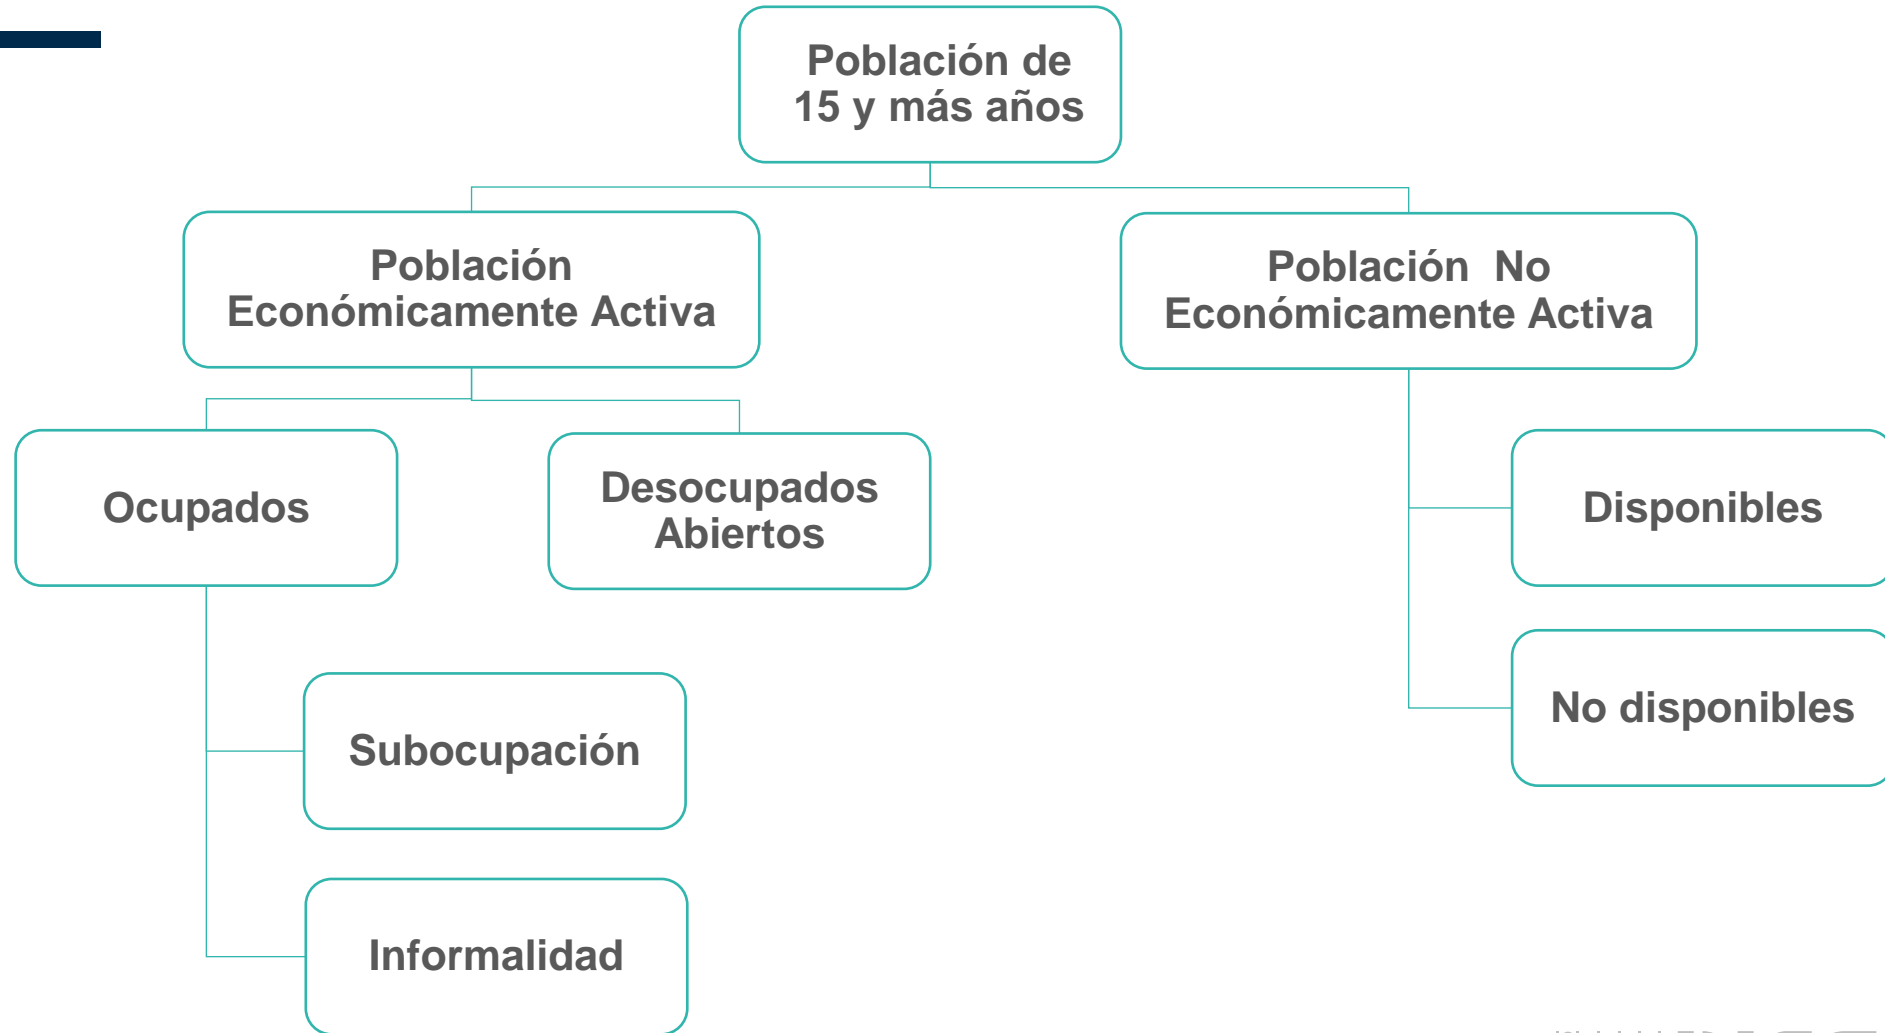 Población de
15 y más años
Población
Económicamente Activa
Población No
Económicamente Activa
Ocupados
Desocupados
Abiertos
Disponibles
No disponibles
Subocupación
Informalidad